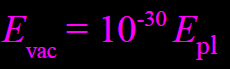 E_vac = 10^-30 E_pl